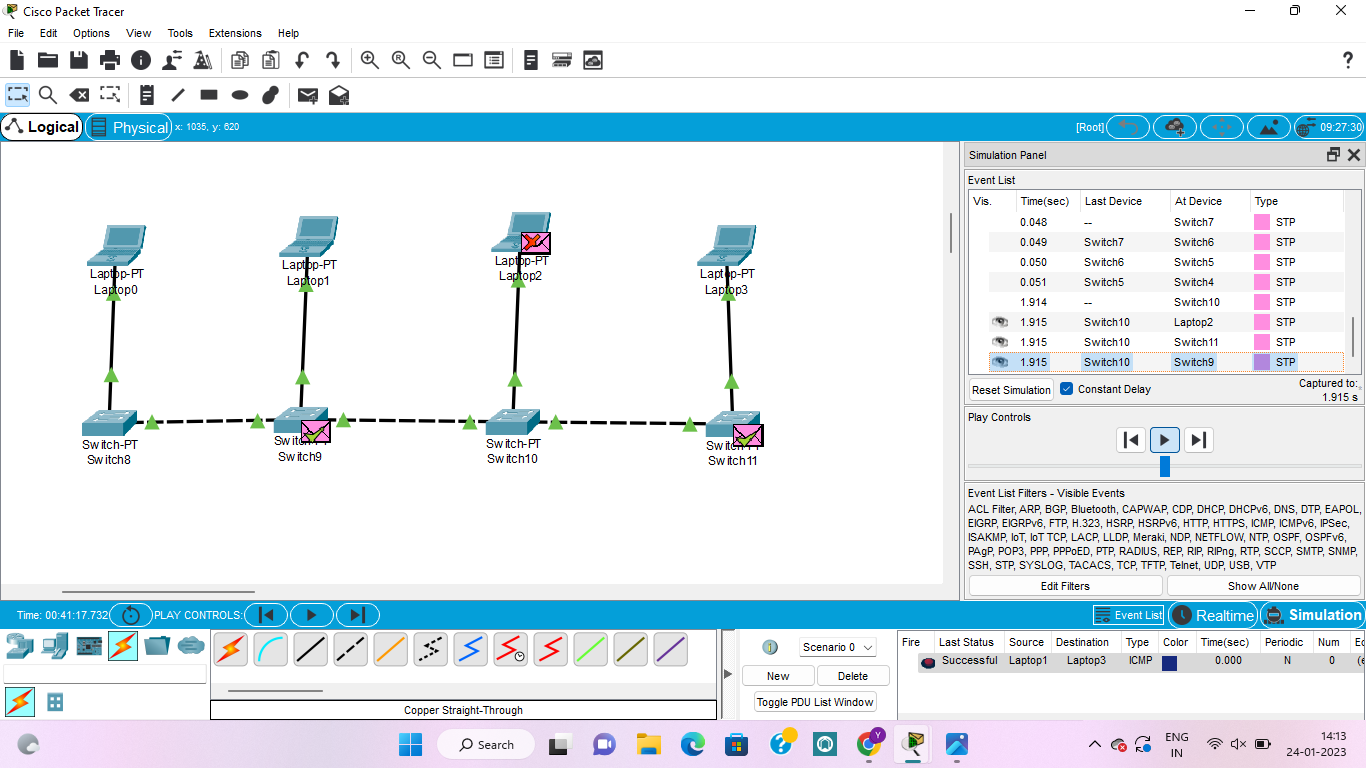 Cisco Packet Tracer
File Edit Options View Tools Extensions Help
?
Logical Physical x: 1035, y: 620 [Root] 09:27:30
Laptop-PT
Laptop0
Laptop-PT
Laptop1
Laptop-PT
Laptop2
Laptop-PT
Laptop3
Switch-PT
Switch8
Switch9
Switch-PT
Switch10
Switch11
Simulation Panel
Event List
Vis. Time(sec) Last Device At Device Type
0.048 -- Switch7 STP
0.049 Switch7 Switch6 STP
0.050 Switch6 Switch5 STP
0.051 Switch5 Switch4 STP
1.914 -- Switch10 STP
1.915 Switch10 Laptop2 STP
1.915 Switch10 Switch11 STP
1.915 Switch10 Switch9 STP
Reset Simulation Constant Delay Captured to:
1.915 s
Play Controls
Event List Filters - Visible Events
ACL Filter, ARP, BGP, Bluetooth, CAPWAP, CDP, DHCP, DHCPv6, DNS, DTP, EAPOL,
EIGRP, EIGRPv6, FTP, H.323, HSRP, HSRPv6, HTTP, HTTPS, ICMP, ICMPv6, IPSec,
ISAKMP, IoT, IoT TCP, LACP, LLDP, Meraki, NDP, NETFLOW, NTP, OSPF, OSPFv6,
PAgP, POP3, PPP, PPPoED, PTP, RADIUS, REP, RIP, RIPng, RTP, SCCP, SMTP, SNMP,
SSH, STP, SYSLOG, TACACS, TCP, TFTP, Telnet, UDP, USB, VTP
Edit Filters Show All/None
Time: 00:41:17.732 PLAY CONTROLS: Event List Realtime Simulation
Scenario 0
New Delete
Toggle PDU List Window
Fire Last Status Source Destination Type Color Time(sec) Periodic Num
Successful Laptop1 Laptop3 ICMP 0.000 N 0
Copper Straight-Through
Search
Y
ENG
IN
14:13
24-01-2023